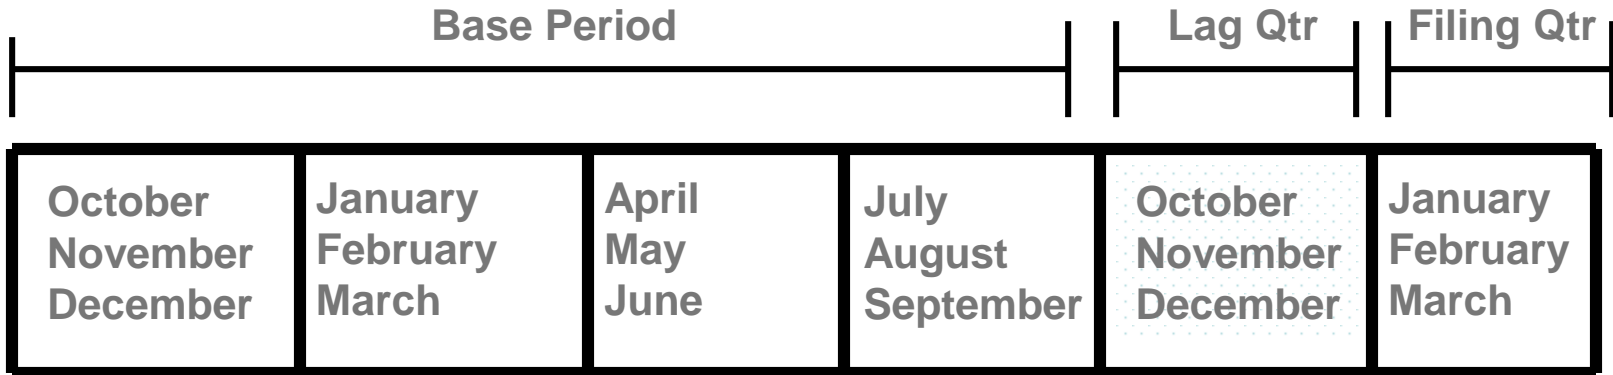 Base Period Lag Qtr Filing Qtr
October
November
December
January
February
March
April
May
June
July
August
September
October
November
December
January
February
March